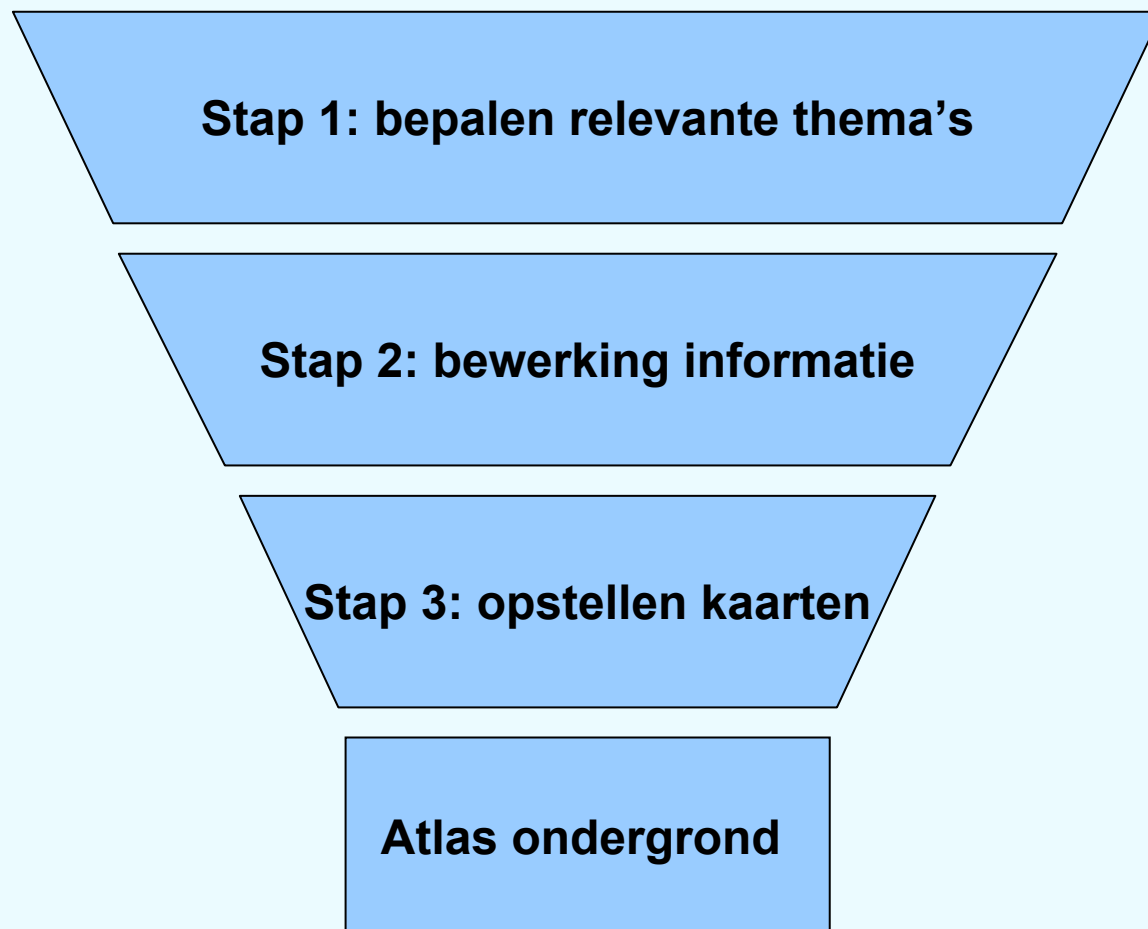 Stap 1: bepalen relevante thema’s
Stap 2: bewerking informatie
Stap 3: opstellen kaarten
Atlas ondergrond